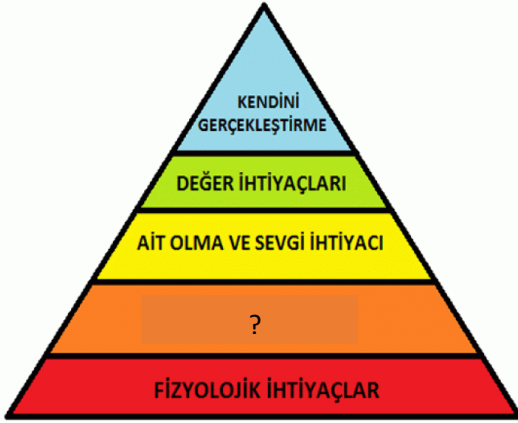 KENDİNİ
GERÇEKLEŞTİRME
DEĞER İHTİYAÇLARI
AİT OLMA VE SEVGİ İHTİYACI
?
FİZYOLOJİK İHTİYAÇLAR